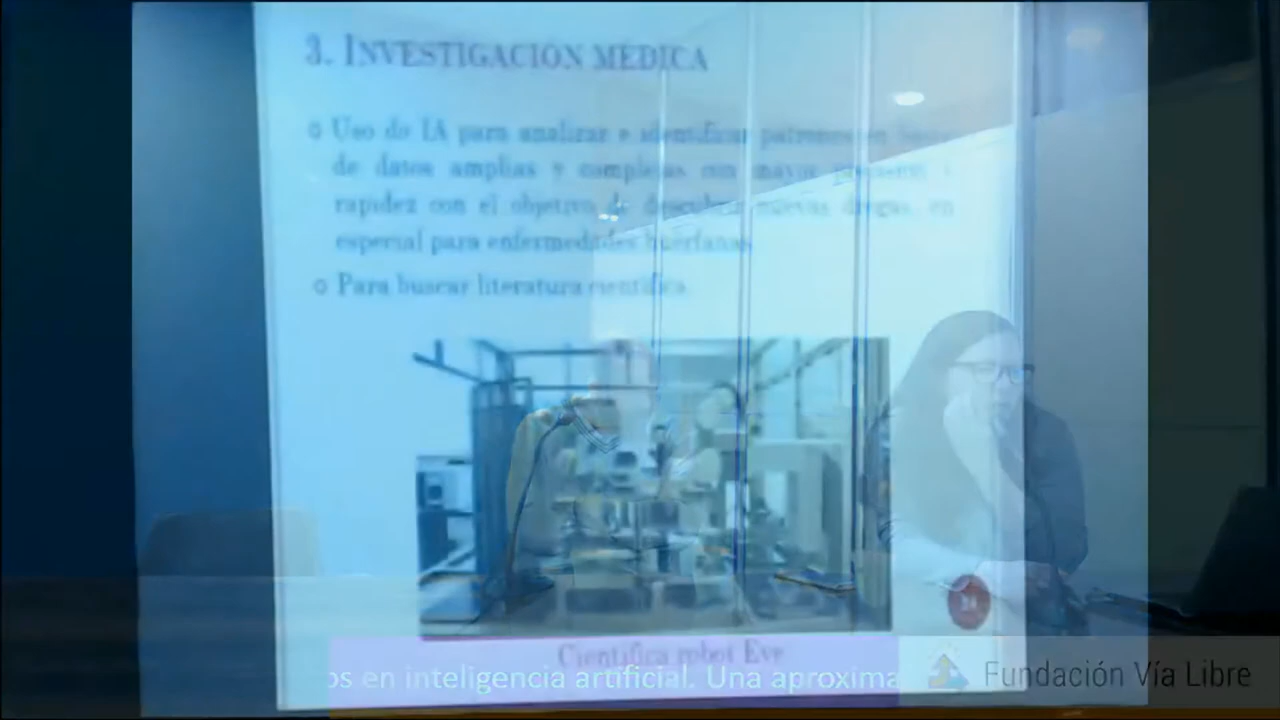 3. INVESTIGACIÓN MÉDICA
o Uso de IA para analizar e identificar patrones en
de datos amplias y complejas con mayor
rapidez con el objetivo de descubrir nuevas drogas, en
especial para enfermedades huérfanas
o Para buscar literatura científica.
Científica robot Eve
os en inteligencia artificial. Una aproxima
Fundación Vía Libre